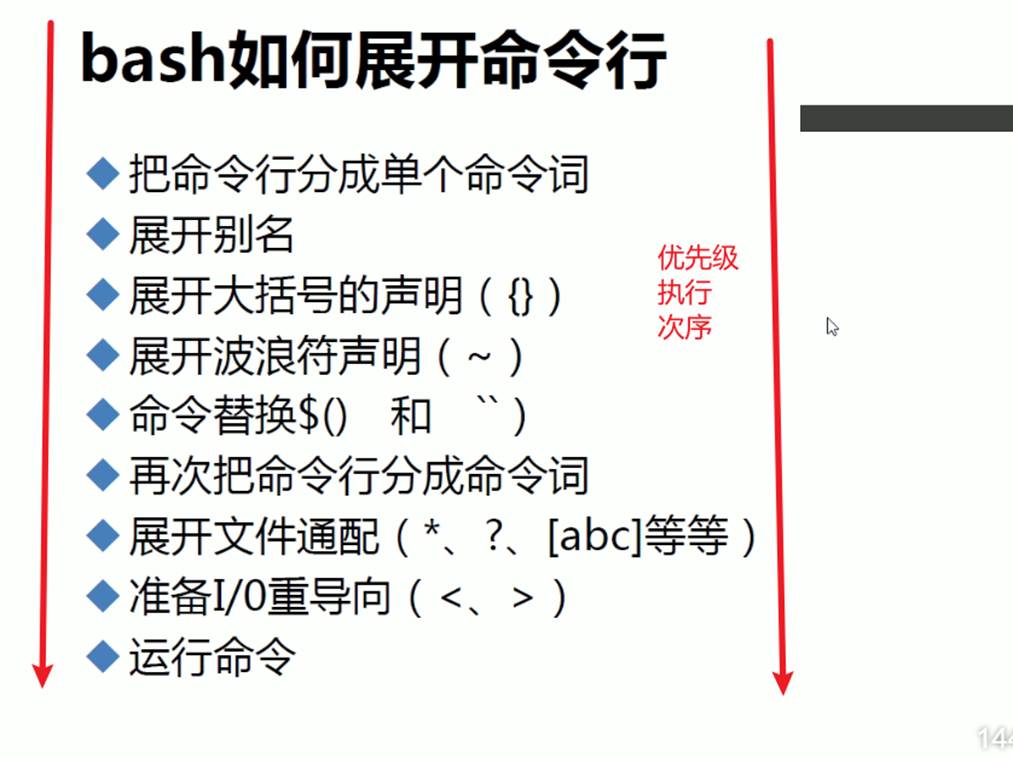 bash如何展开命令行
把命令行分成单个命令词
展开别名
展开大括号的声明（{}）
展开波浪符声明（~）
命令替换$() 和 ``）
再次把命令行分成命令词
展开文件通配（*、?、[abc]等等）
准备I/0重导向（<、>）
运行命令
优先级
执行
次序